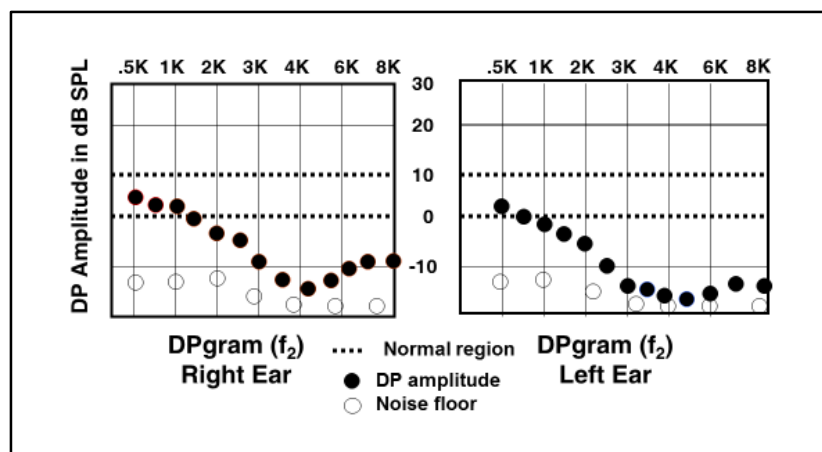 .5K 1K 2K 3K 4K 6K 8K
.5K 1K 2K 3K 4K 6K 8K
DP Amplitude in dB SPL
30
20
10
0
-10
DPgram (f₂)
Right Ear
Normal region
DP amplitude
Noise floor
DPgram (f₂)
Left Ear